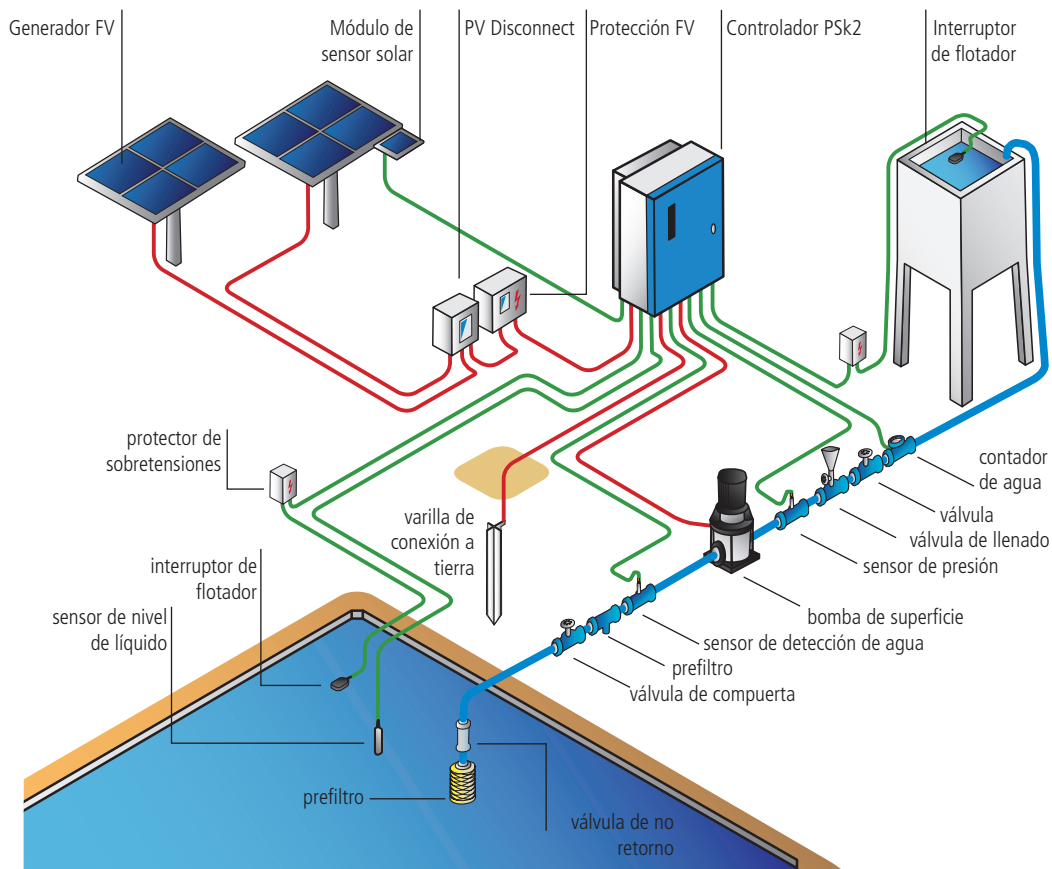 Generador FV
Módulo de
sensor solar
PV Disconnect
Protección FV
Controlador PSk2
Interruptor
de flotador
protector de
sobretensiones
varilla de
conexión a
tierra
contador
de agua
válvula
válvula de llenado
sensor de presión
interruptor de
flotador
sensor de nivel
de líquido
bomba de superficie
sensor de detección de agua
prefiltro
válvula de compuerta
prefiltro
válvula de no
retorno